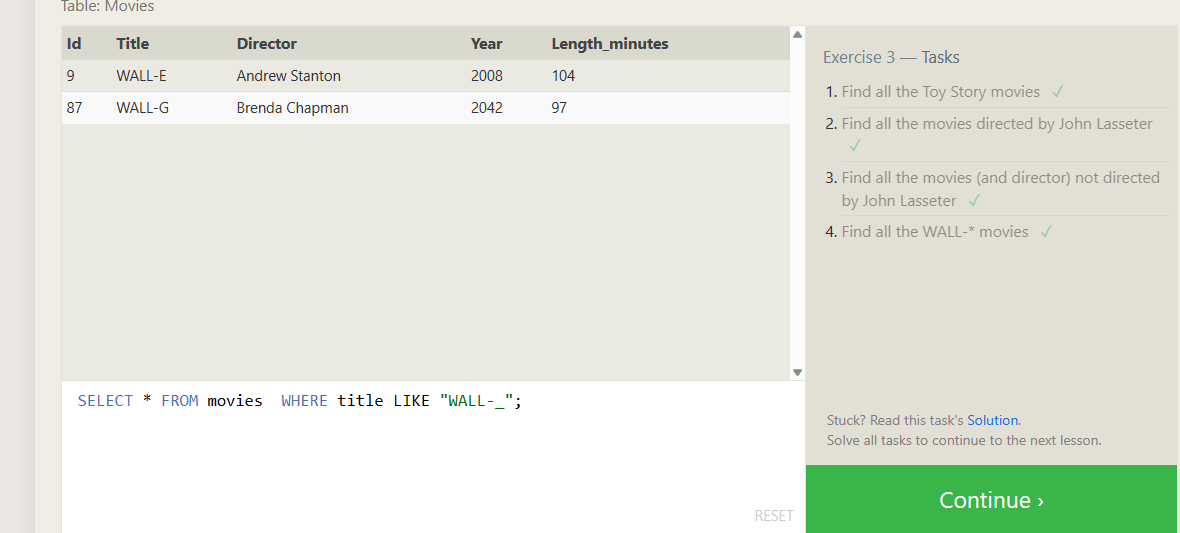 Table: Movies
Id Title Director Year Length_minutes
9 WALL-E Andrew Stanton 2008 104
87 WALL-G Brenda Chapman 2042 97
SELECT * FROM movies  WHERE title LIKE "WALL-_";
RESET
Exercise 3 — Tasks
1. Find all the Toy Story movies ✓
2. Find all the movies directed by John Lasseter
✓
3. Find all the movies (and director) not directed
by John Lasseter ✓
4. Find all the WALL-* movies ✓
Stuck? Read this task's Solution.
Solve all tasks to continue to the next lesson.
Continue ›